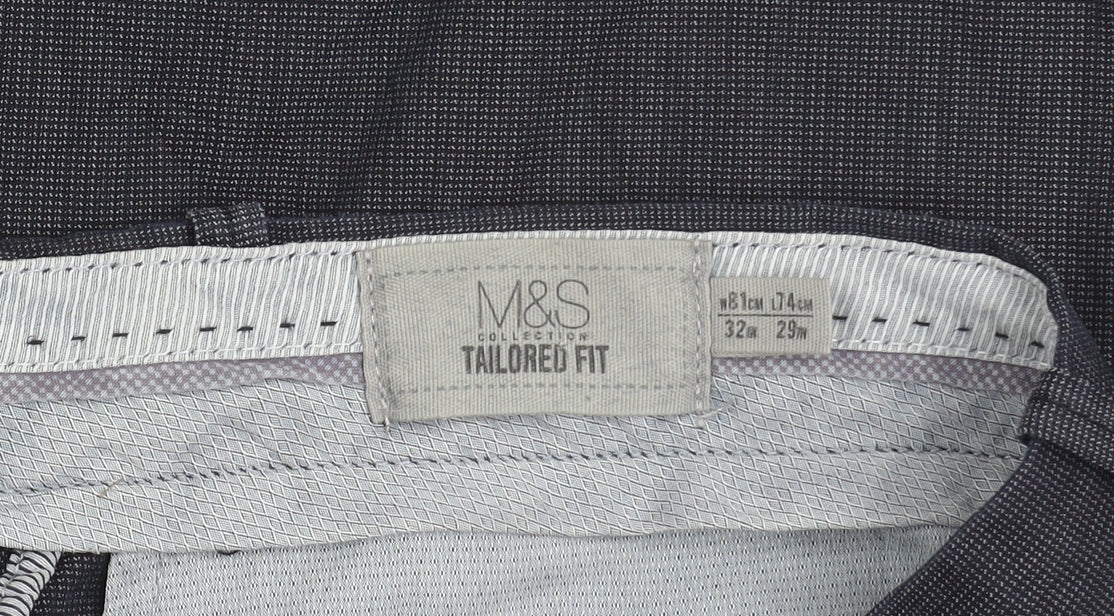 M&S
COLLECTION
TAILORED FIT
W81CM L74CM
32IN 29IN